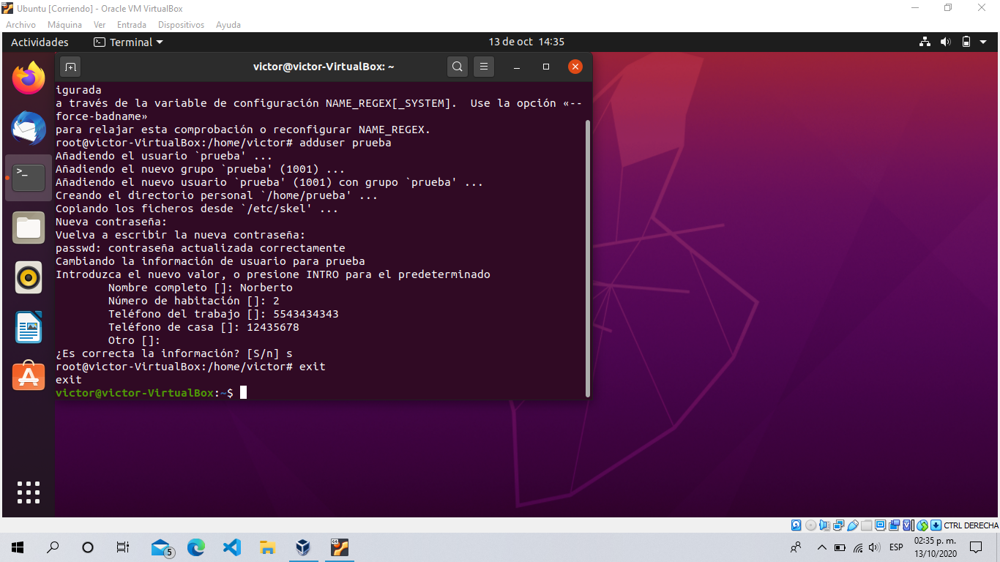 Ubuntu [Corriendo] - Oracle VM VirtualBox
Archivo Máquina Ver Entrada Dispositivos Ayuda
Actividades Terminal 13 de oct 14:35
victor@victor-VirtualBox: ~
igurada
a través de la variable de configuración NAME_REGEX[_SYSTEM].  Use la opción «--
force-badname»
para relajar esta comprobación o reconfigurar NAME_REGEX.
root@victor-VirtualBox:/home/victor# adduser prueba
Añadiendo el usuario `prueba' ...
Añadiendo el nuevo grupo `prueba' (1001) ...
Añadiendo el nuevo usuario `prueba' (1001) con grupo `prueba' ...
Creando el directorio personal `/home/prueba' ...
Copiando los ficheros desde `/etc/skel' ...
Nueva contraseña:
Vuelva a escribir la nueva contraseña:
passwd: contraseña actualizada correctamente
Cambiando la información de usuario para prueba
Introduzca el nuevo valor, o presione INTRO para el predeterminado
Nombre completo []: Norberto
Número de habitación []: 2
Teléfono del trabajo []: 5543434343
Teléfono de casa []: 12435678
Otro []:
¿Es correcta la información? [S/n] s
root@victor-VirtualBox:/home/victor# exit
exit
victor@victor-VirtualBox:~$
CTRL DERECHA
5
ESP
02:35 p. m.
13/10/2020